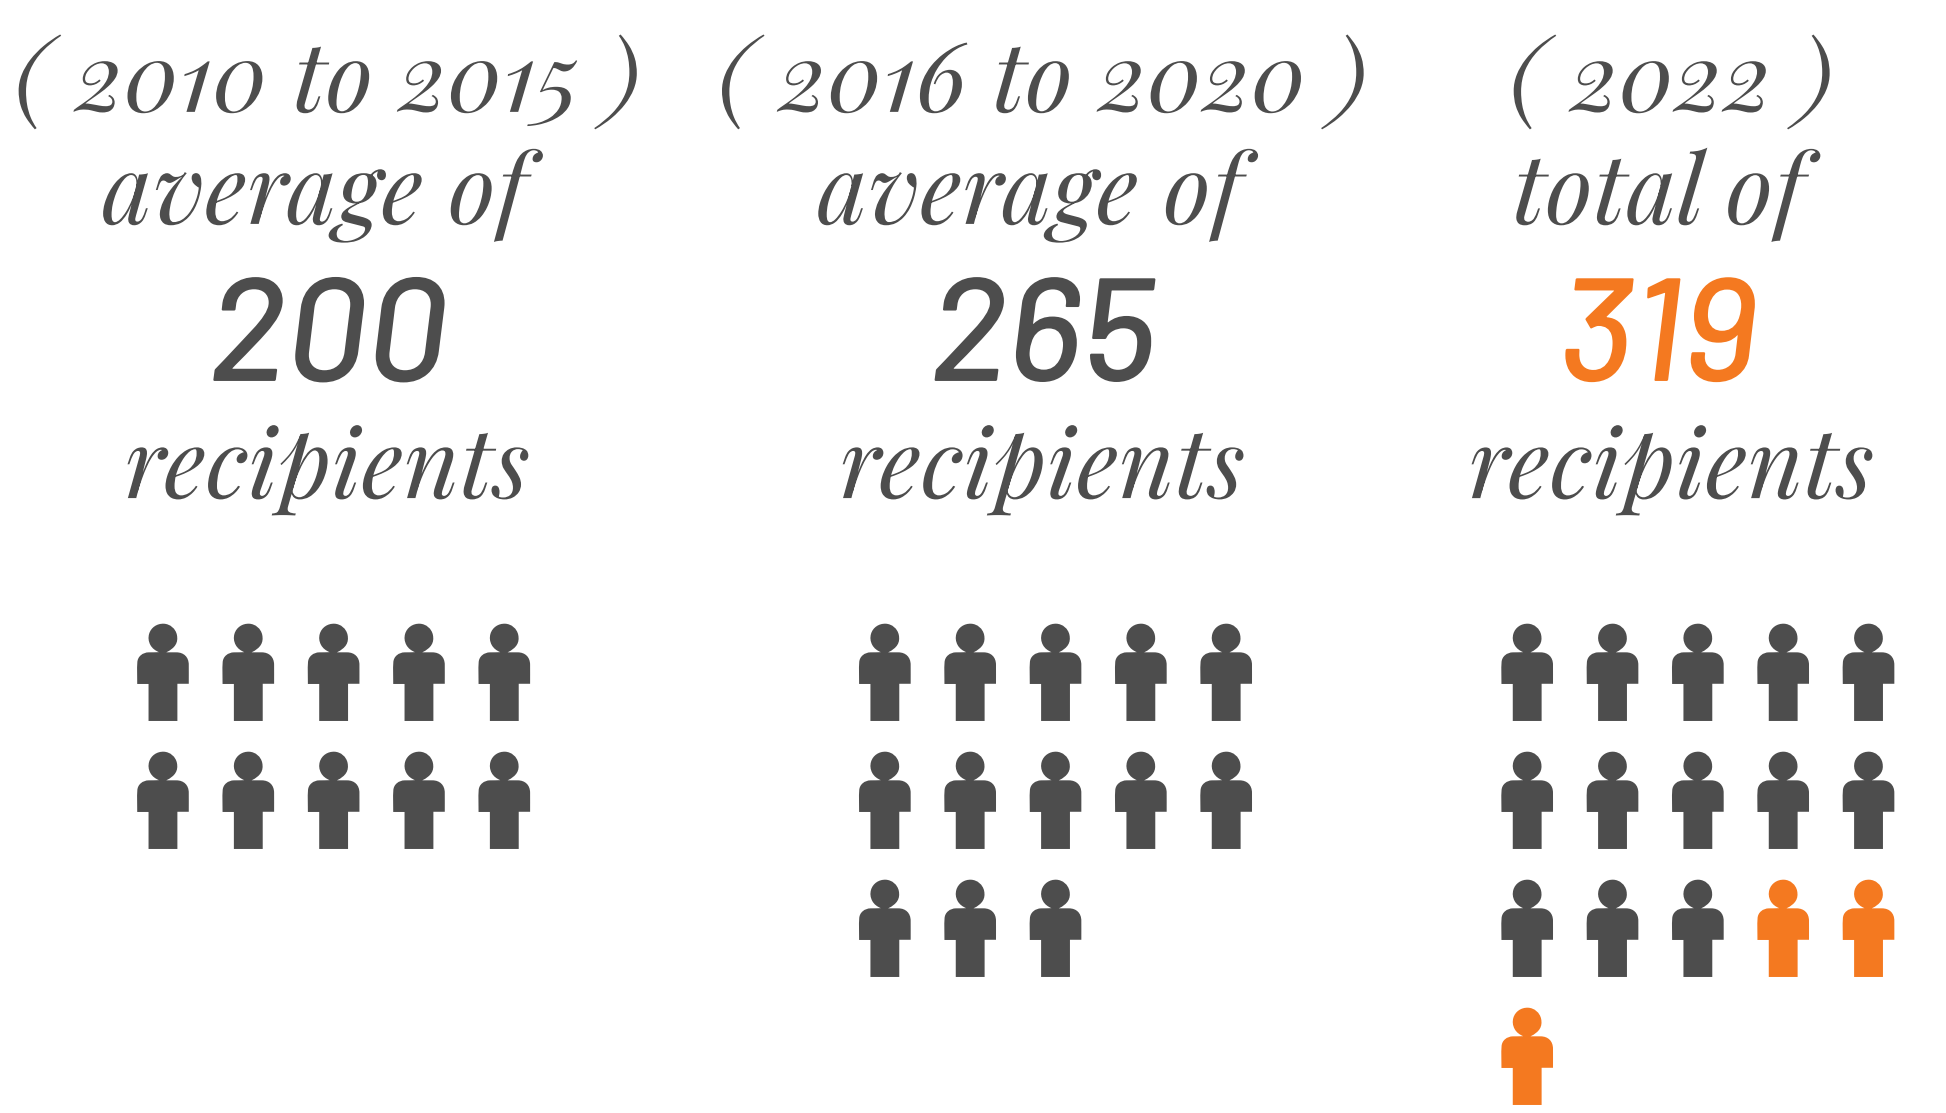 ( 2010 to 2015 )
average of
200
recipients
( 2016 to 2020 )
average of
265
recipients
( 2022 )
total of
319
recipients